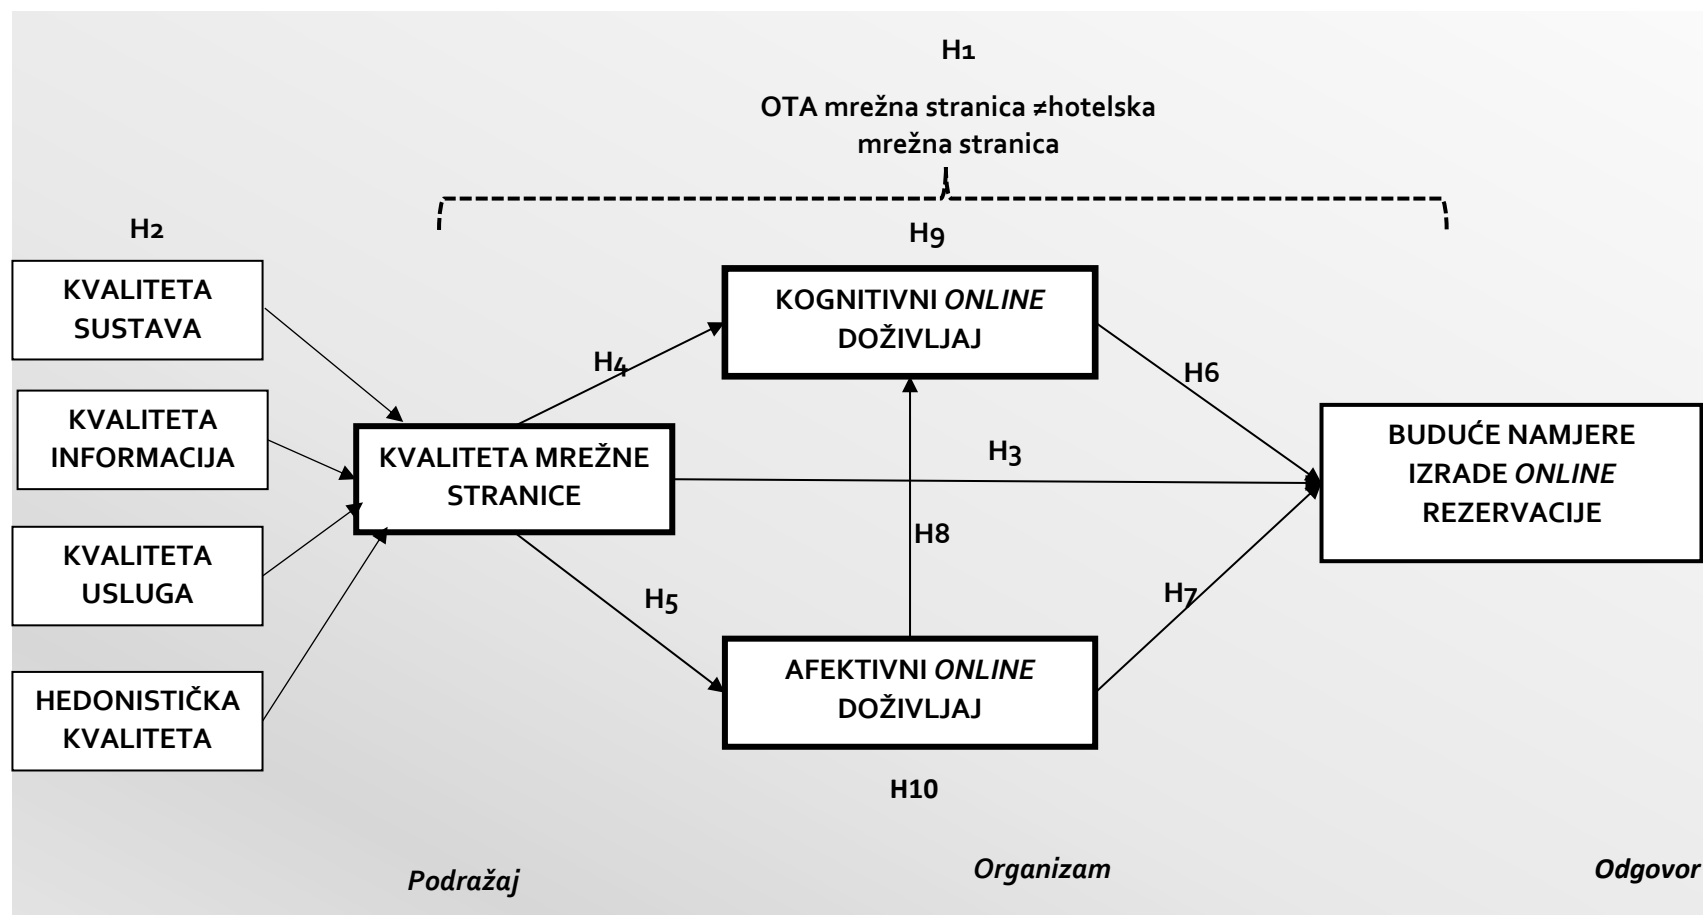 H1
OTA mrežna stranica ≠hotelska
mrežna stranica
H2
H9
KVALITETA
SUSTAVA
KOGNITIVNI ONLINE
DOŽIVLJAJ
H4
H6
KVALITETA
INFORMACIJA
KVALITETA MREŽNE
STRANICE
H3
BUDUĆE NAMJERE
IZRADE ONLINE
REZERVACIJE
H8
KVALITETA
USLUGA
H5
H7
AFEKTIVNI ONLINE
DOŽIVLJAJ
HEDONISTIČKA
KVALITETA
H10
Podražaj
Organizam
Odgovor